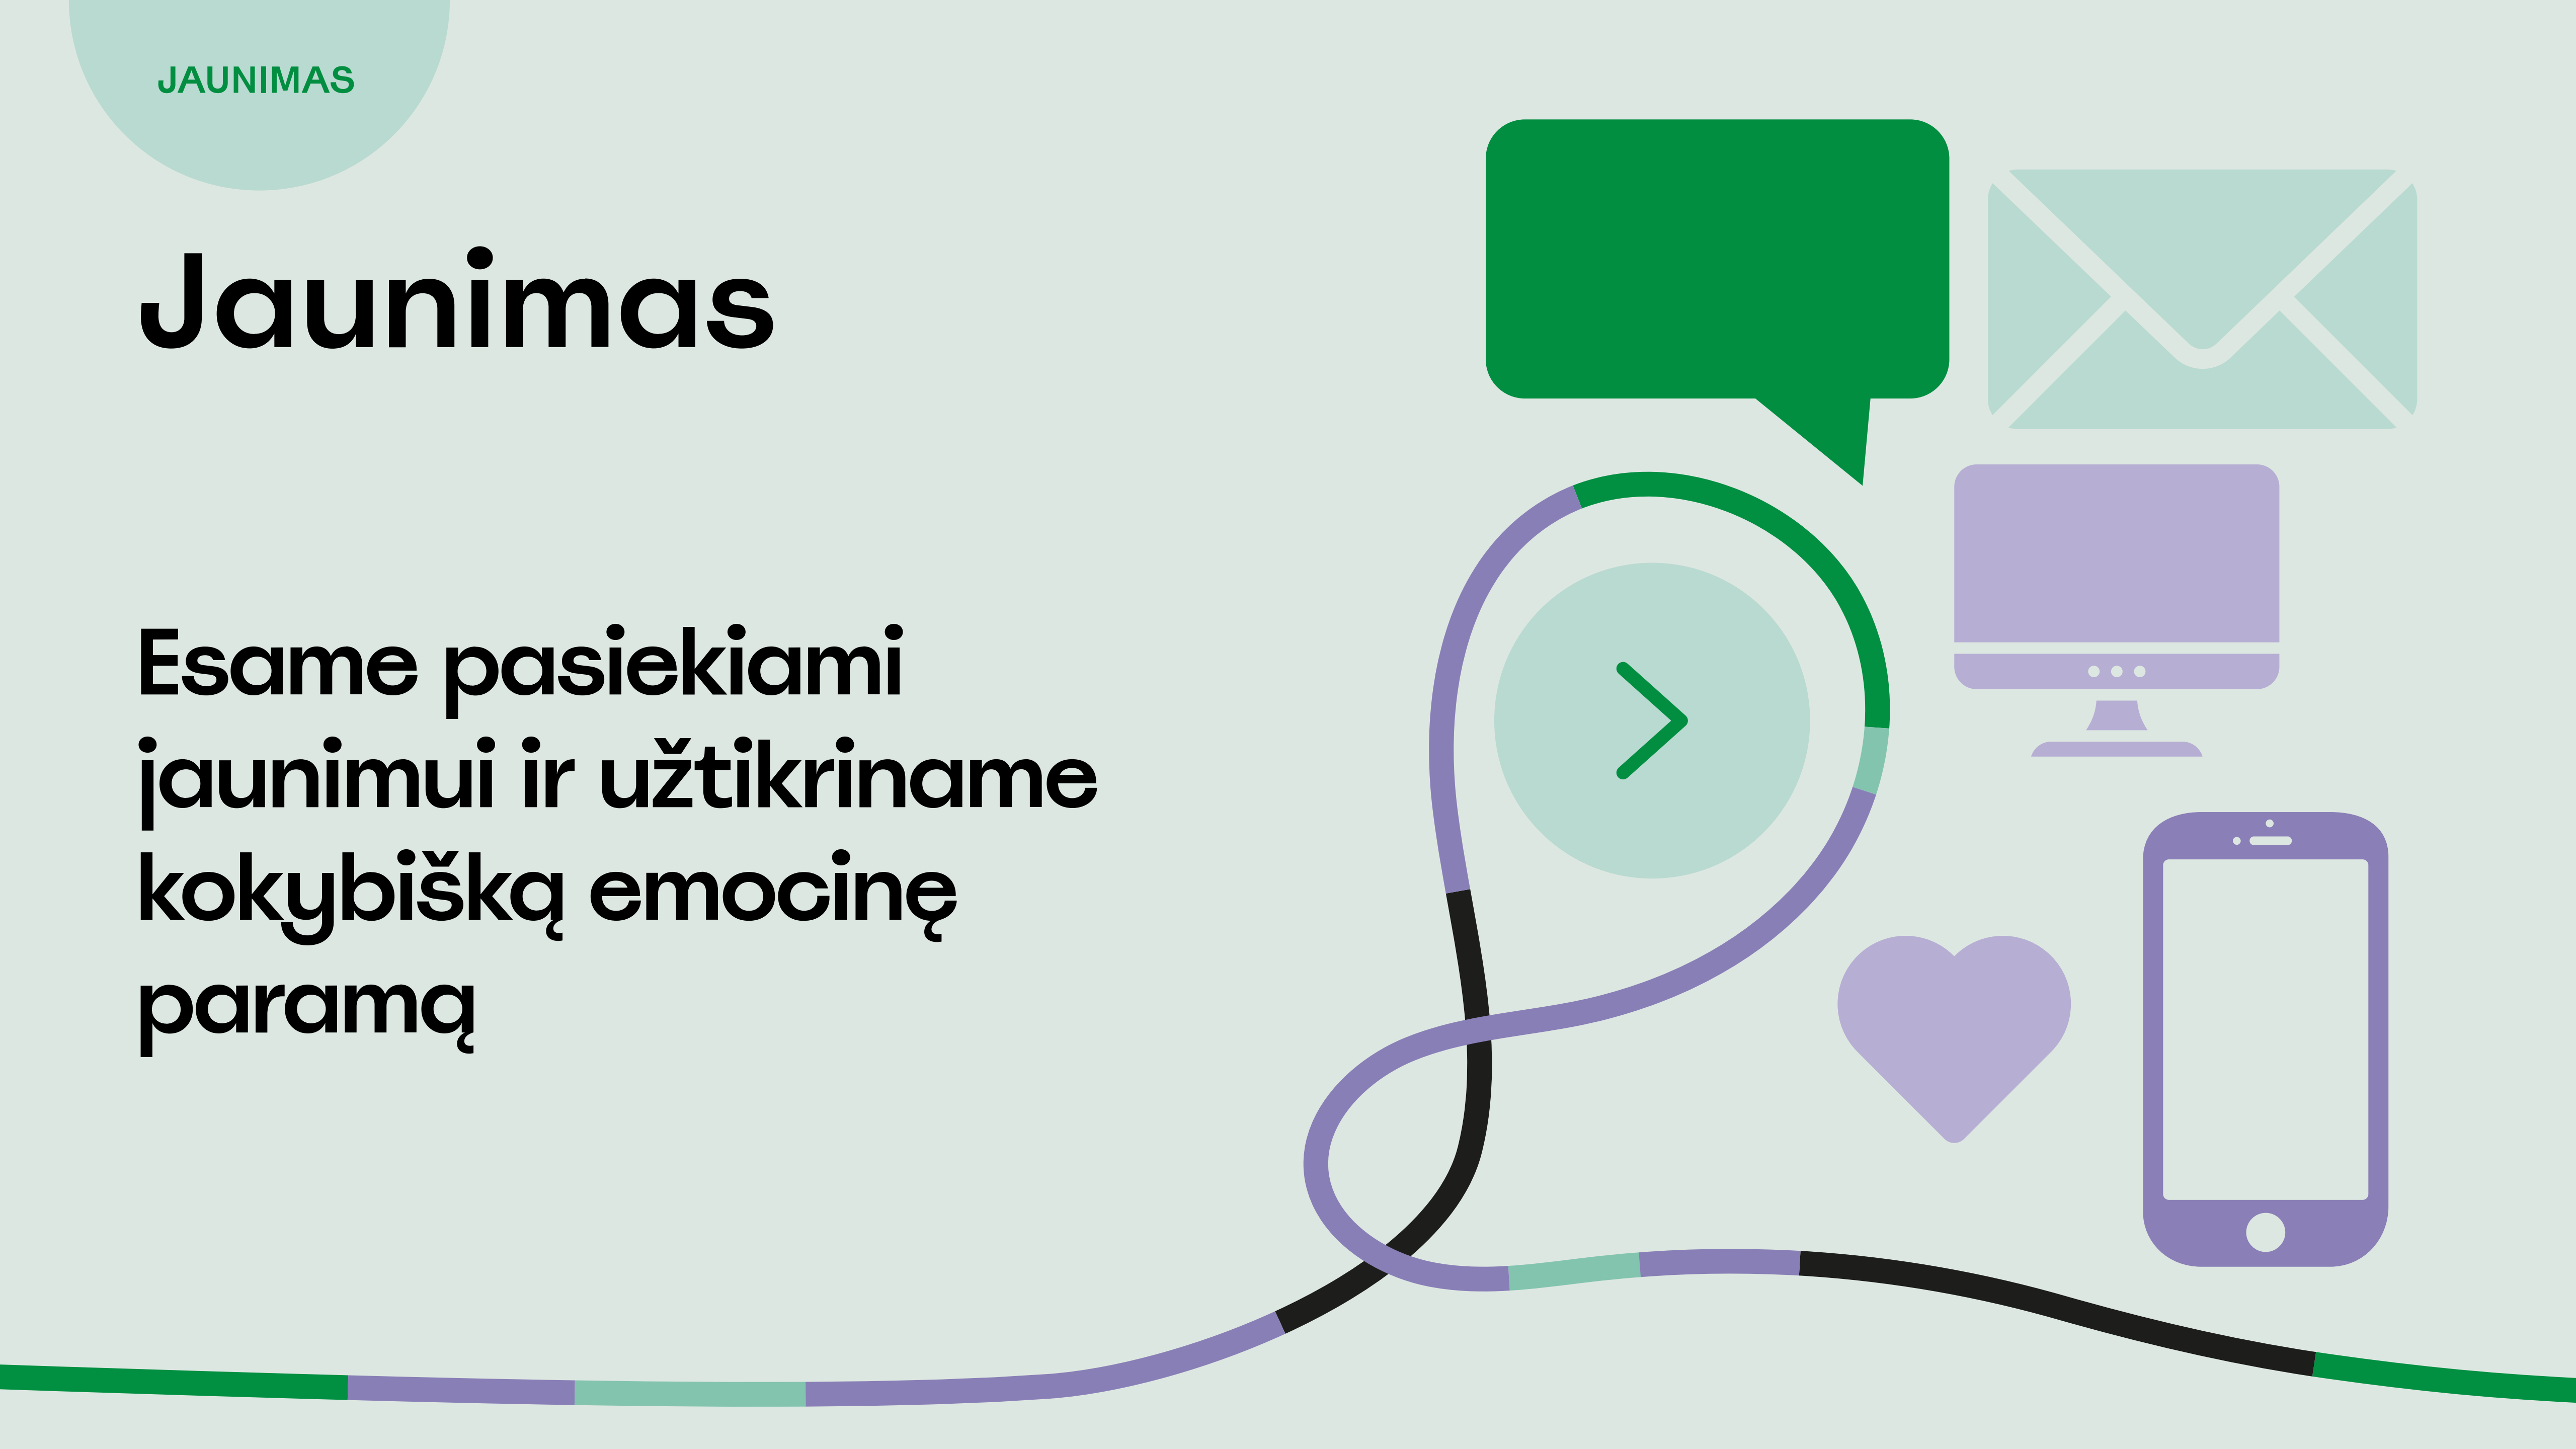 JAUNIMAS
Jaunimas
Esame pasiekiami
jaunimui ir užtikriname
kokybišką emocinę
paramą